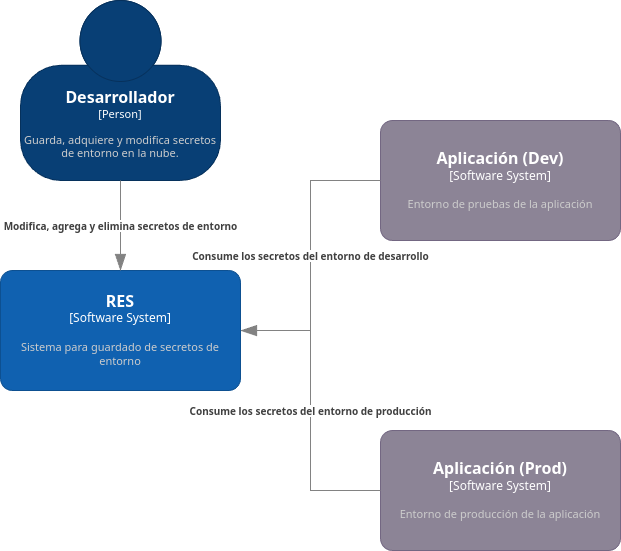 Desarrollador
[Person]
Guarda, adquiere y modifica secretos
de entorno en la nube.
Modifica, agrega y elimina secretos de entorno
RES
[Software System]
Sistema para guardado de secretos de
entorno
Aplicación (Dev)
[Software System]
Entorno de pruebas de la aplicación
Consume los secretos del entorno de desarrollo
Consume los secretos del entorno de producción
Aplicación (Prod)
[Software System]
Entorno de producción de la aplicación